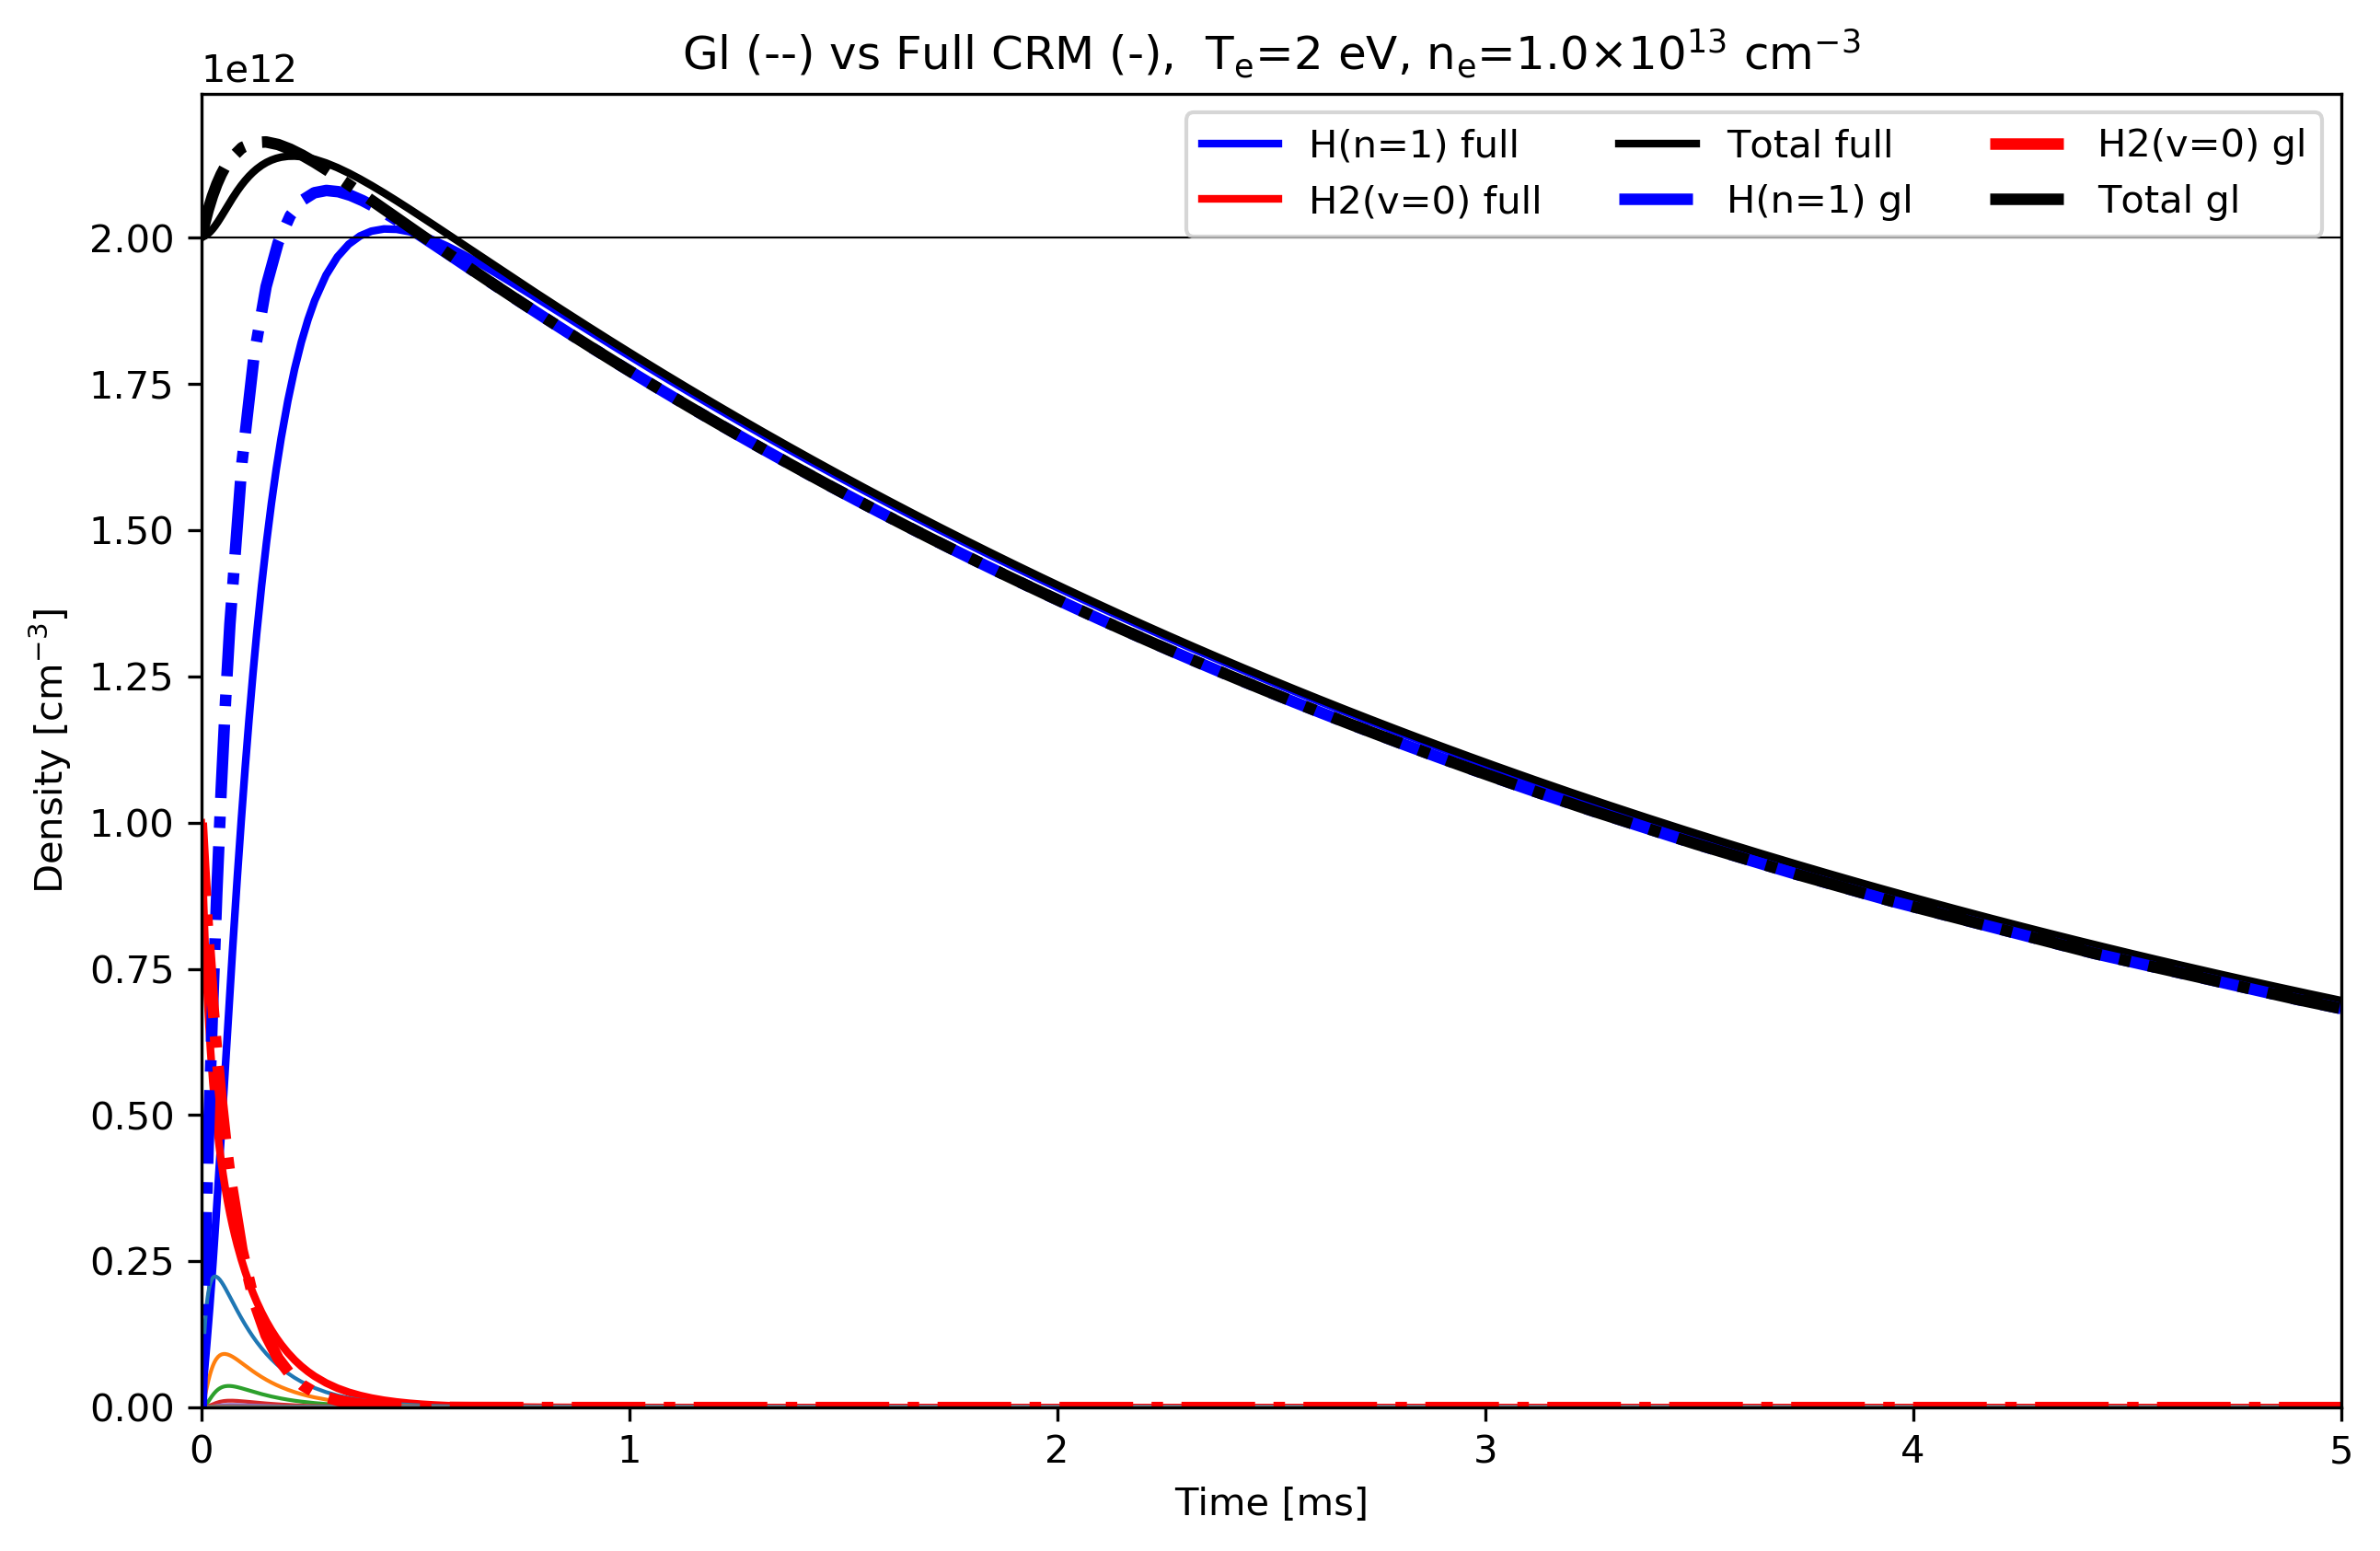 Gl (--) vs Full CRM (-), Tₑ=2 eV, nₑ=1.0×10¹³ cm⁻³
1e12
H(n=1) full
H2(v=0) full
Total full
H(n=1) gl
H2(v=0) gl
Total gl
2.00
1.75
1.50
1.25
1.00
0.75
0.50
0.25
0.00
Density [cm⁻³]
0 1 2 3 4 5
Time [ms]